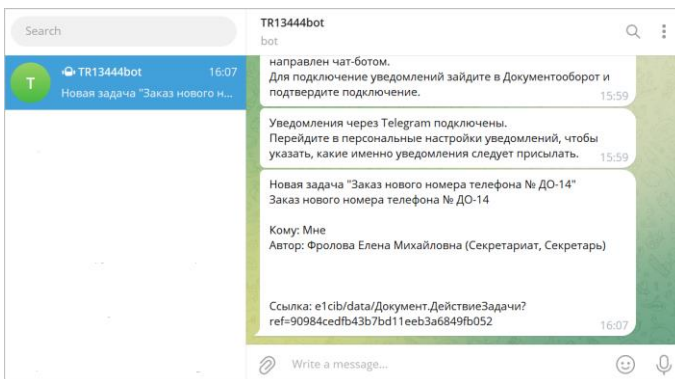 Search
TR13444bot
16:07
Новая задача "Заказ нового н...
T
TR13444bot
bot
направлен чат-ботом.
Для подключение уведомлений зайдите в Документооборот и
подтвердите подключение.
15:59
Уведомления через Telegram подключены.
Перейдите в персональные настройки уведомлений, чтобы
указать, какие именно уведомления следует присылать.
15:59
Новая задача "Заказ нового номера телефона № ДО-14"
Заказ нового номера телефона № ДО-14
Кому: Мне
Автор: Фролова Елена Михайловна (Секретариат, Секретарь)
Ссылка: e1cib/data/Документ.ДействиеЗадачи?
ref=90984cedfb43b7bd11eeb3a6849fb052
16:07
Write a message...